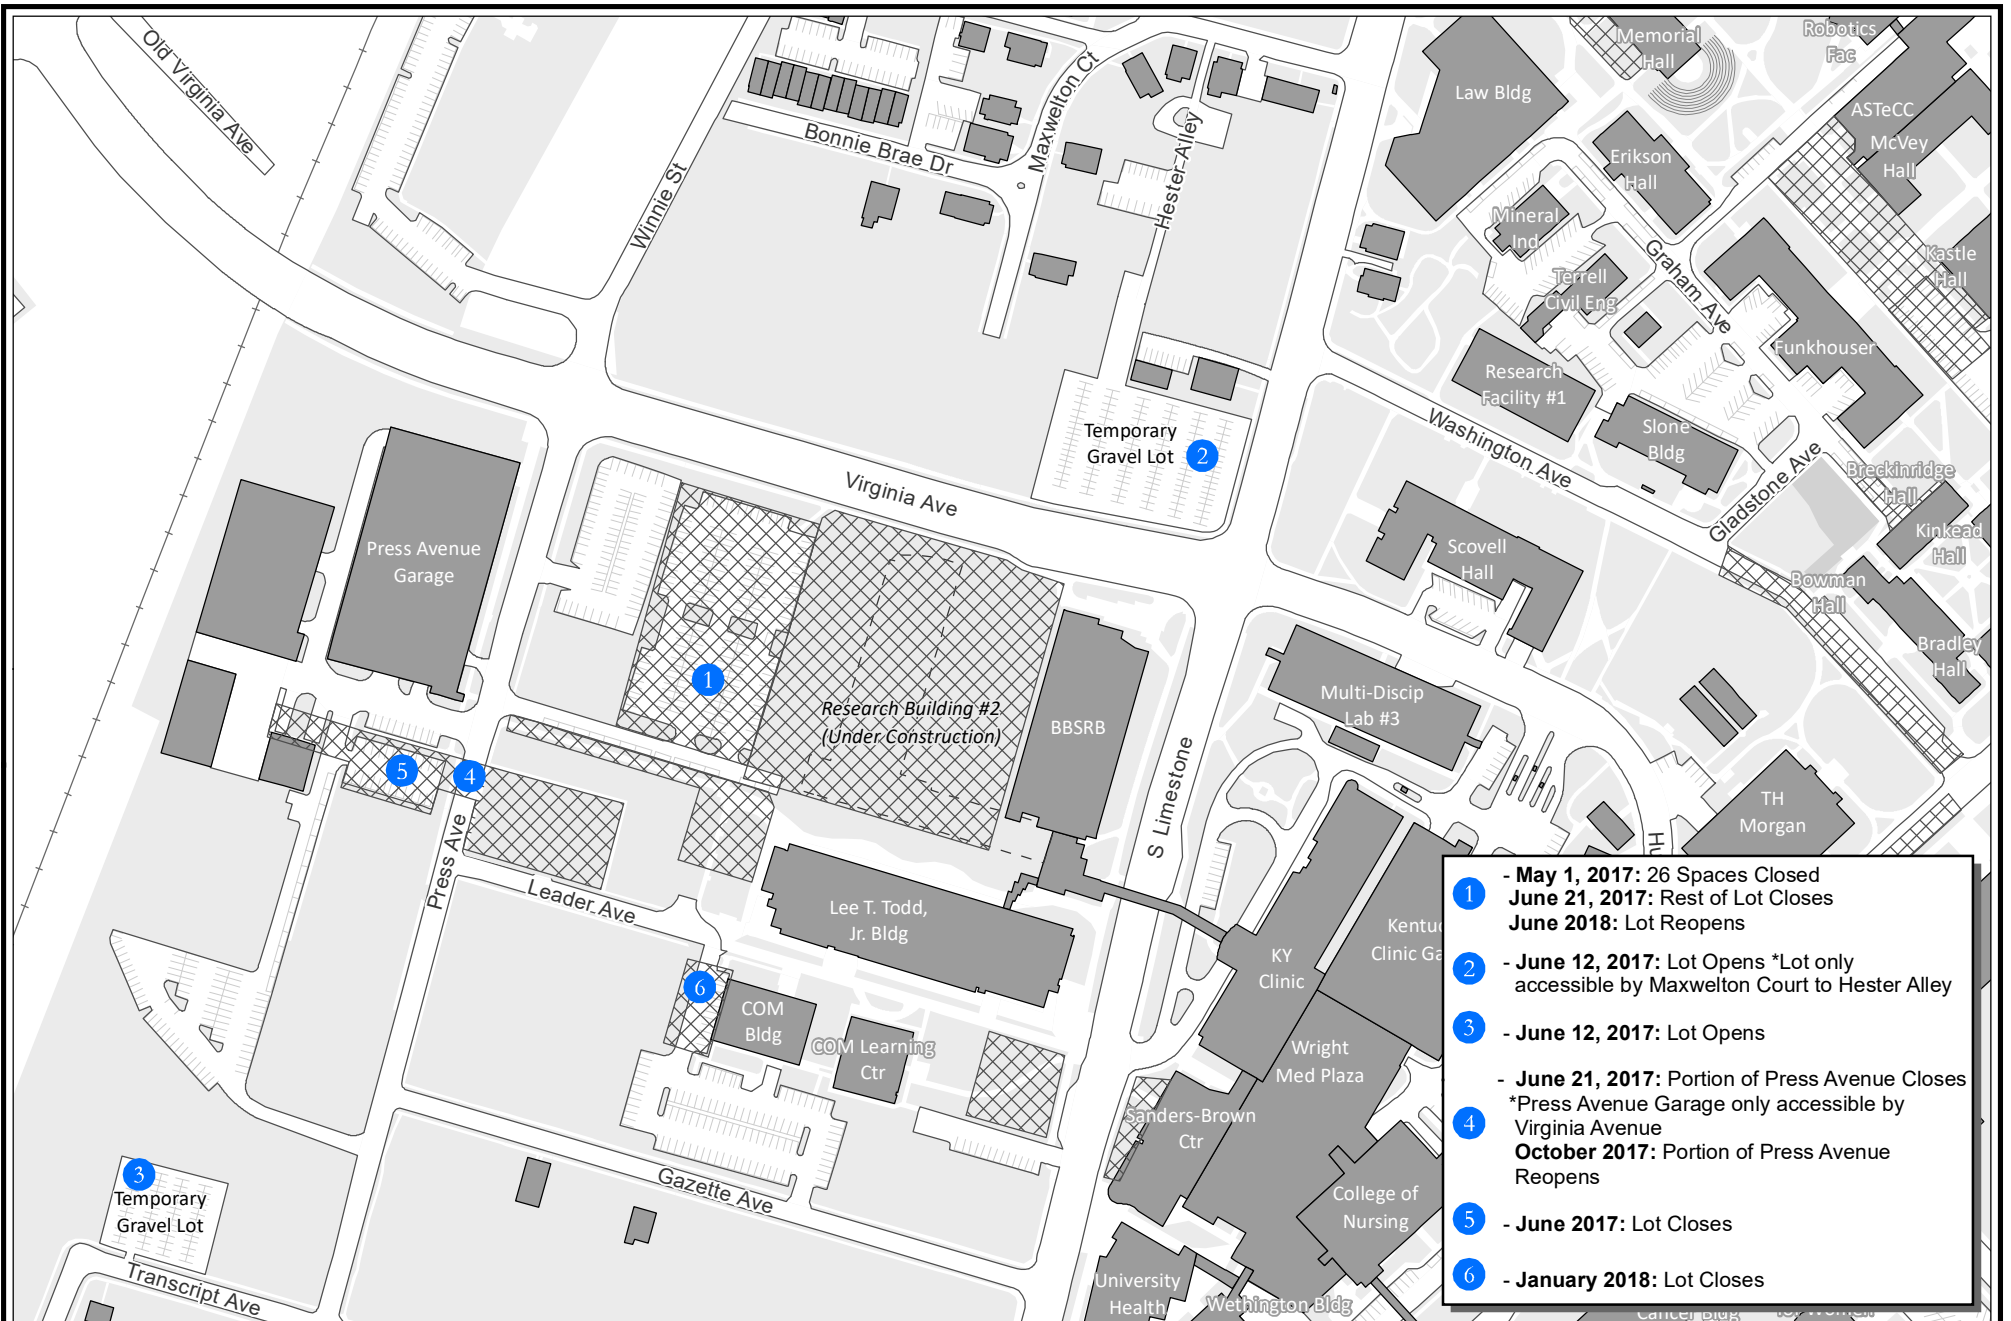 Old Virginia Ave
Winnie St
Bonnie Brae Dr
Maxwelton Ct
Hester Alley
Law Bldg
Memorial
Hall
Robotics
Fac
ASTeCC
McVey
Hall
Erikson
Hall
Mineral
Ind
Terrell
Civil Eng
Graham Ave
Kastle
Hall
Funkhouser
Research
Facility #1
Slone
Bldg
Washington Ave
Gladstone Ave
Breckinridge
Hall
Kinkead
Hall
Bowman
Hall
Bradley
Hall
Temporary
Gravel Lot
2
Virginia Ave
Press Avenue
Garage
Scovell
Hall
1
Research Building #2
(Under Construction)
BBSRB
Multi-Discip
Lab #3
S Limestone
TH
Morgan
Hu
5
4
Press Ave
Leader Ave
Lee T. Todd,
Jr. Bldg
KY
Clinic
Kentuc
Clinic Ga
6
COM
Bldg
COM Learning
Ctr
Wright
Med Plaza
Sanders-Brown
Ctr
College of
Nursing
3
Temporary
Gravel Lot
Gazette Ave
Transcript Ave
University
Health
Wethington Bldg
Cancer Bldg
for Women
1 - May 1, 2017: 26 Spaces Closed
June 21, 2017: Rest of Lot Closes
June 2018: Lot Reopens
2 - June 12, 2017: Lot Opens *Lot only
accessible by Maxwelton Court to Hester Alley
3 - June 12, 2017: Lot Opens
- June 21, 2017: Portion of Press Avenue Closes
*Press Avenue Garage only accessible by
4 Virginia Avenue
October 2017: Portion of Press Avenue
Reopens
5 - June 2017: Lot Closes
6 - January 2018: Lot Closes